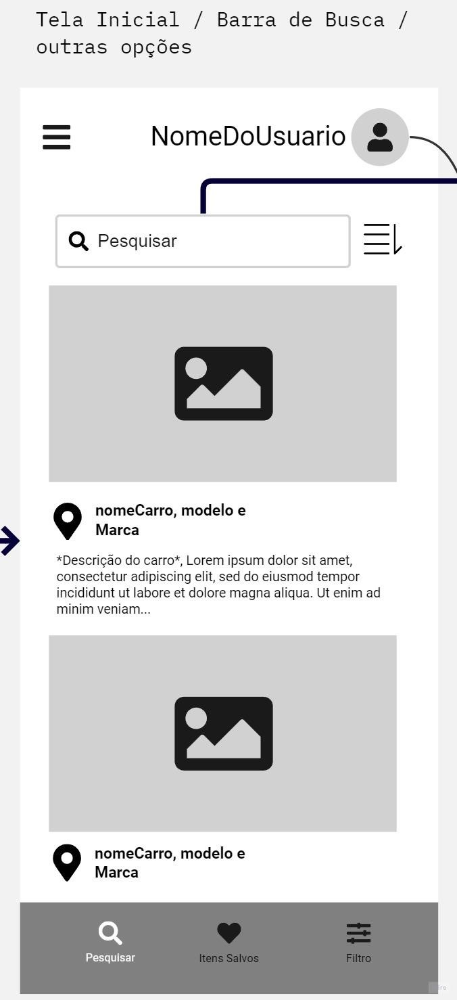 Tela Inicial / Barra de Busca /
outras opções
NomeDoUsuario
Pesquisar
nomeCarro, modelo e
Marca
*Descrição do carro*, Lorem ipsum dolor sit amet,
consectetur adipiscing elit, sed do eiusmod tempor
incididunt ut labore et dolore magna aliqua. Ut enim ad
minim veniam...
nomeCarro, modelo e
Marca
Pesquisar
Itens Salvos
Filtro